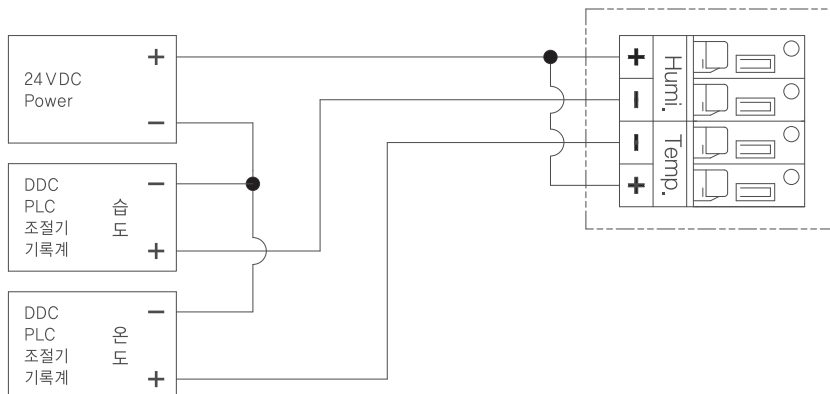 24VDC
Power
+
−
DDC
PLC
조절기
기록계
습
도
−
+
DDC
PLC
조절기
기록계
온
도
−
+
+
−
−
+
Humi.
Temp.